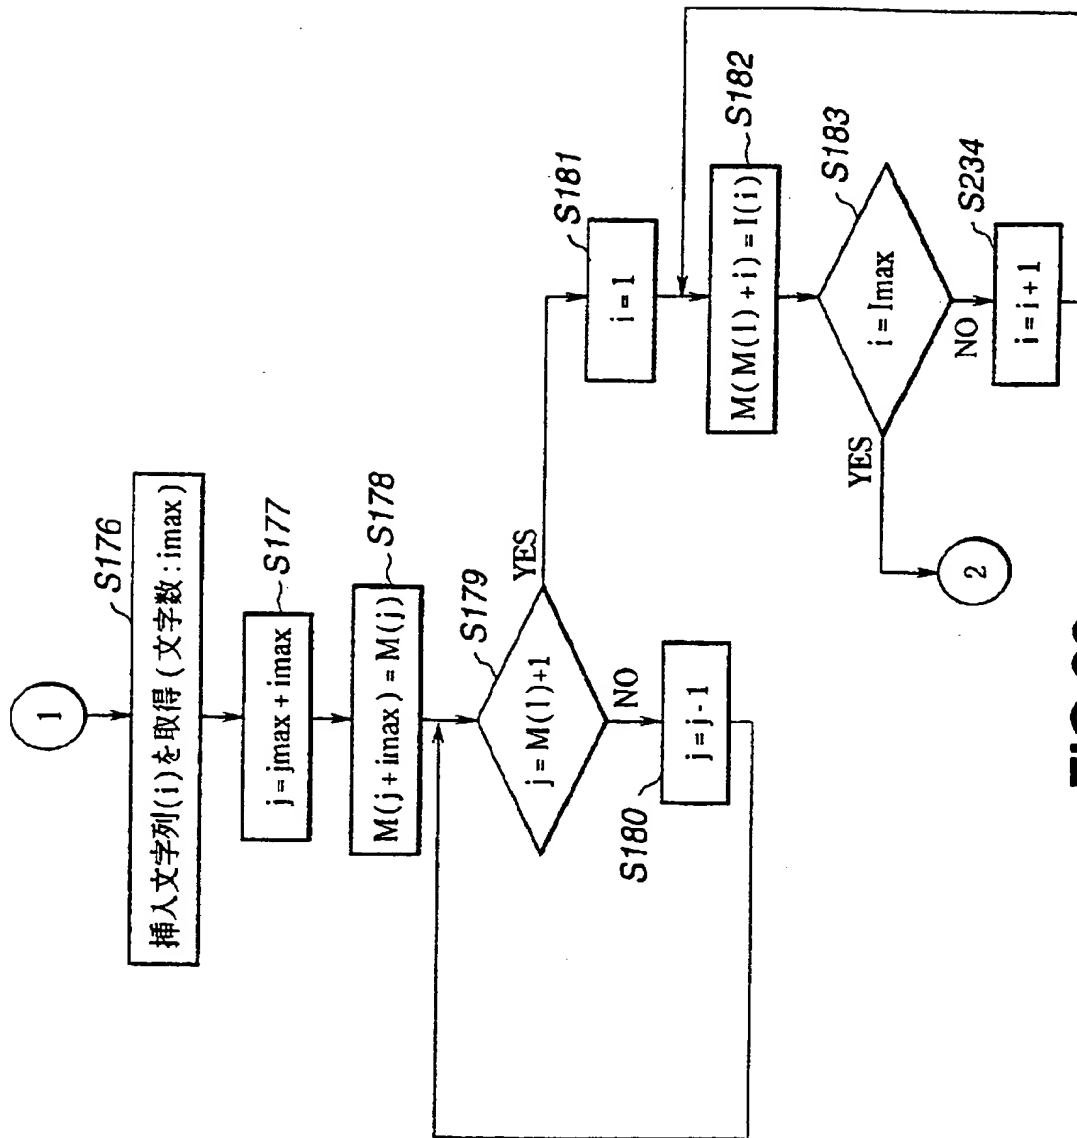 1
S176
挿入文字列(i)を取得(文字数:imax)
S177
j=jmax+imax
S178
M(j+imax)=M(j)
S179
j=M(1)+1
YES
NO
S180
j=j-1
S181
i=1
S182
M(M(1)+i)=I(i)
S183
i=Imax
YES
NO
S234
i=i+1
2